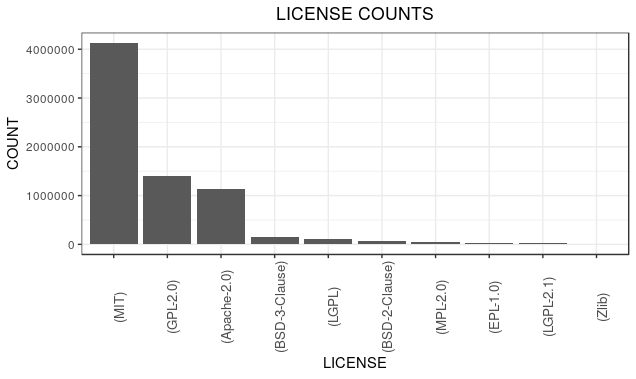 LICENSE COUNTS
COUNT
4000000
3000000
2000000
1000000
0
(MIT)
(GPL-2.0)
(Apache-2.0)
(BSD-3-Clause)
(LGPL)
(BSD-2-Clause)
(MPL-2.0)
(EPL-1.0)
(LGPL-2.1)
(Zlib)
LICENSE